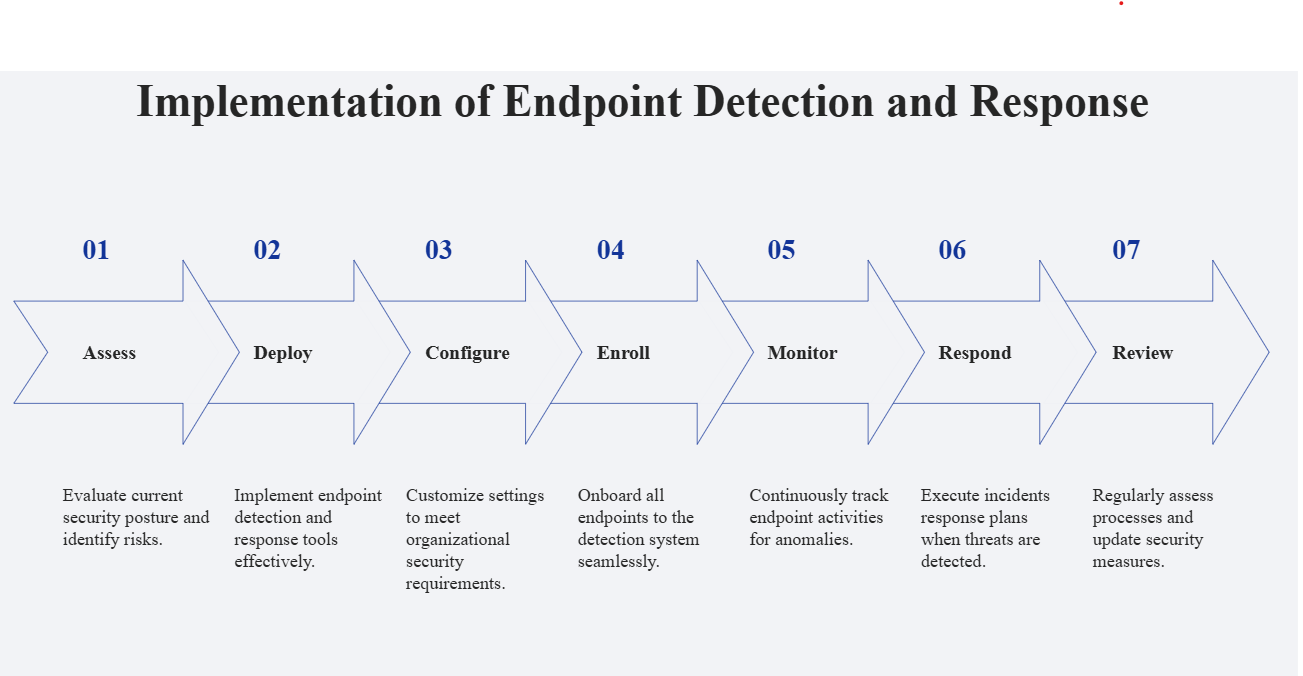 Implementation of Endpoint Detection and Response
01
02
03
04
05
06
07
Assess
Deploy
Configure
Enroll
Monitor
Respond
Review
Evaluate current
security posture and
identify risks.
Implement endpoint
detection and
response tools
effectively.
Customize settings
to meet
organizational
security
requirements.
Onboard all
endpoints to the
detection system
seamlessly.
Continuously track
endpoint activities
for anomalies.
Execute incidents
response plans
when threats are
detected.
Regularly assess
processes and
update security
measures.